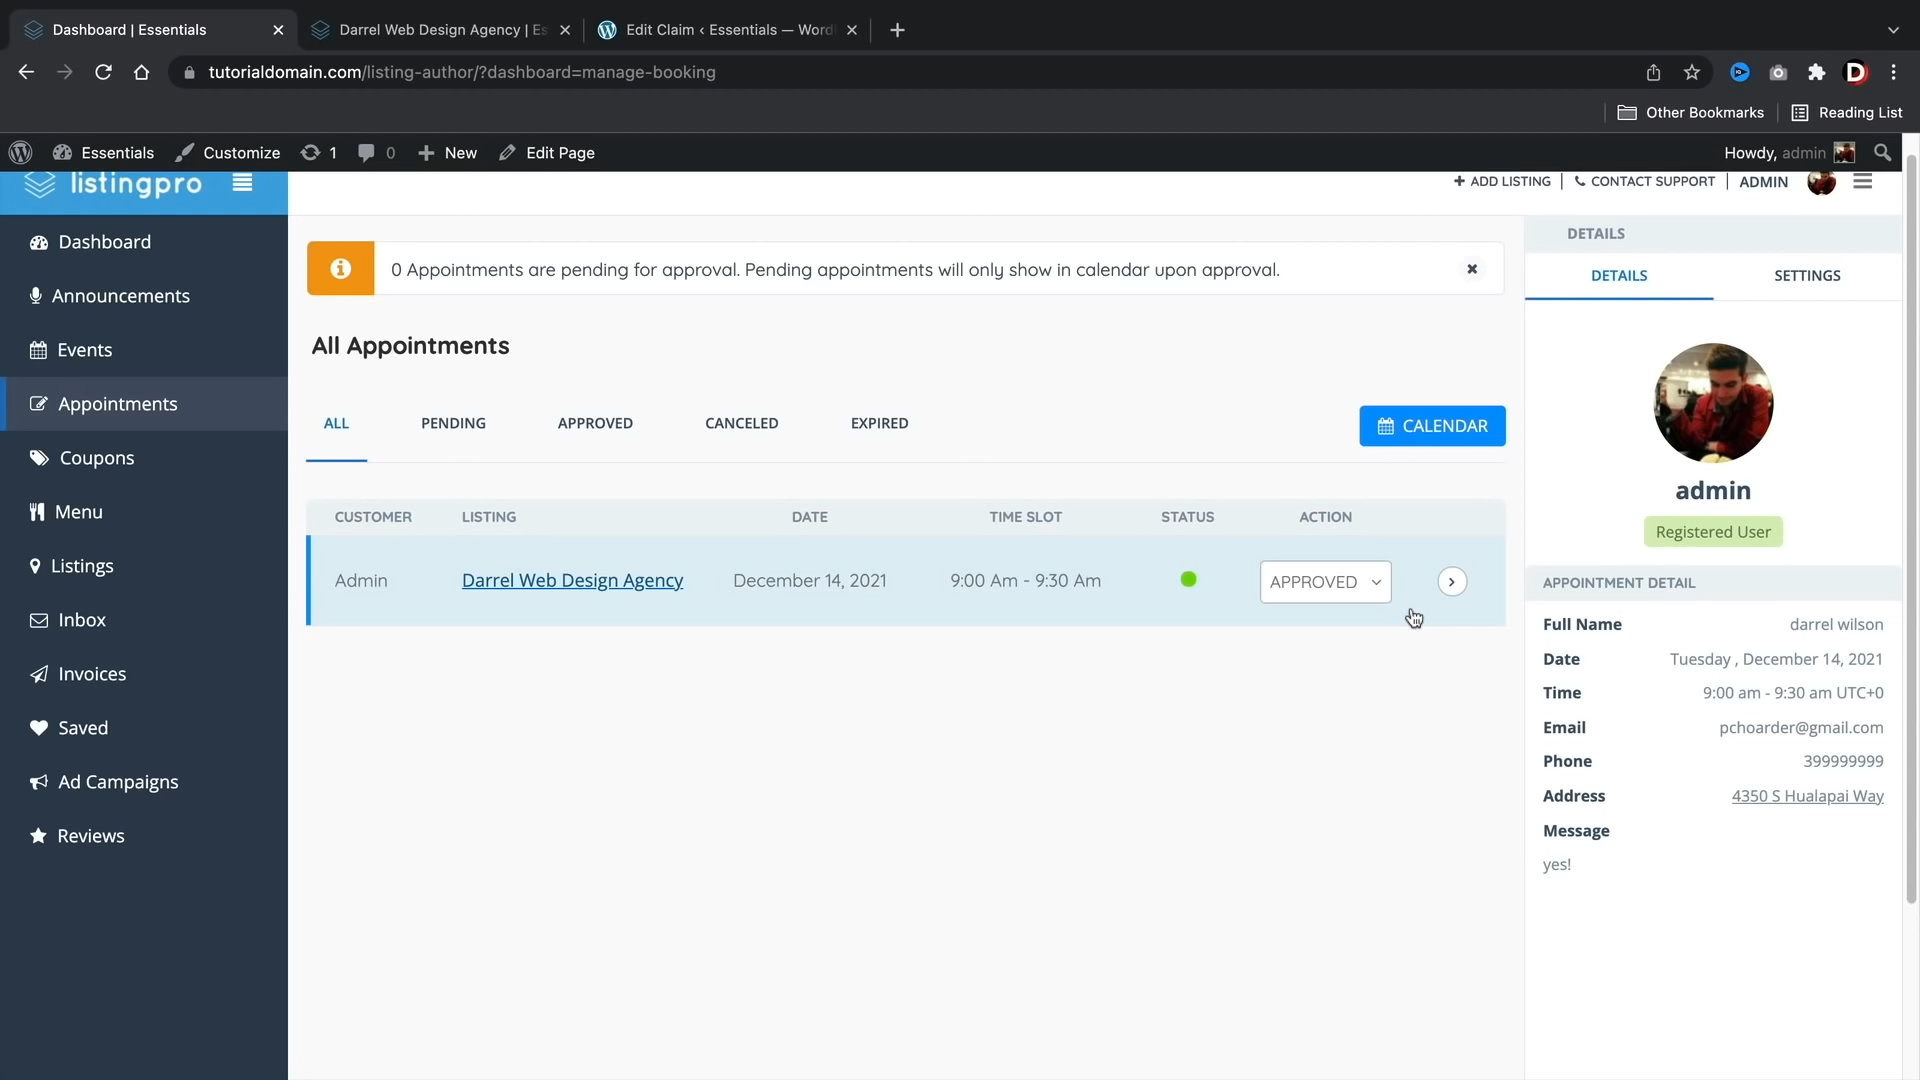 Dashboard | Essentials
Darrel Web Design Agency | Es
Edit Claim ‹ Essentials — Word
tutorialdomain.com/listing-author/?dashboard=manage-booking
Other Bookmarks
Reading List
Essentials
Customize
1
0
New
Edit Page
Howdy, admin
listingpro
+ ADD LISTING
CONTACT SUPPORT
ADMIN
Dashboard
Announcements
Events
Appointments
Coupons
Menu
Listings
Inbox
Invoices
Saved
Ad Campaigns
Reviews
0 Appointments are pending for approval. Pending appointments will only show in calendar upon approval.
All Appointments
ALL
PENDING
APPROVED
CANCELED
EXPIRED
CALENDAR
CUSTOMER LISTING DATE TIME SLOT STATUS ACTION
Admin Darrel Web Design Agency December 14, 2021 9:00 Am - 9:30 Am APPROVED
DETAILS
DETAILS
SETTINGS
admin
Registered User
APPOINTMENT DETAIL
Full Name darrel wilson
Date Tuesday , December 14, 2021
Time 9:00 am - 9:30 am UTC+0
Email pchoarder@gmail.com
Phone 399999999
Address 4350 S Hualapai Way
Message
yes!